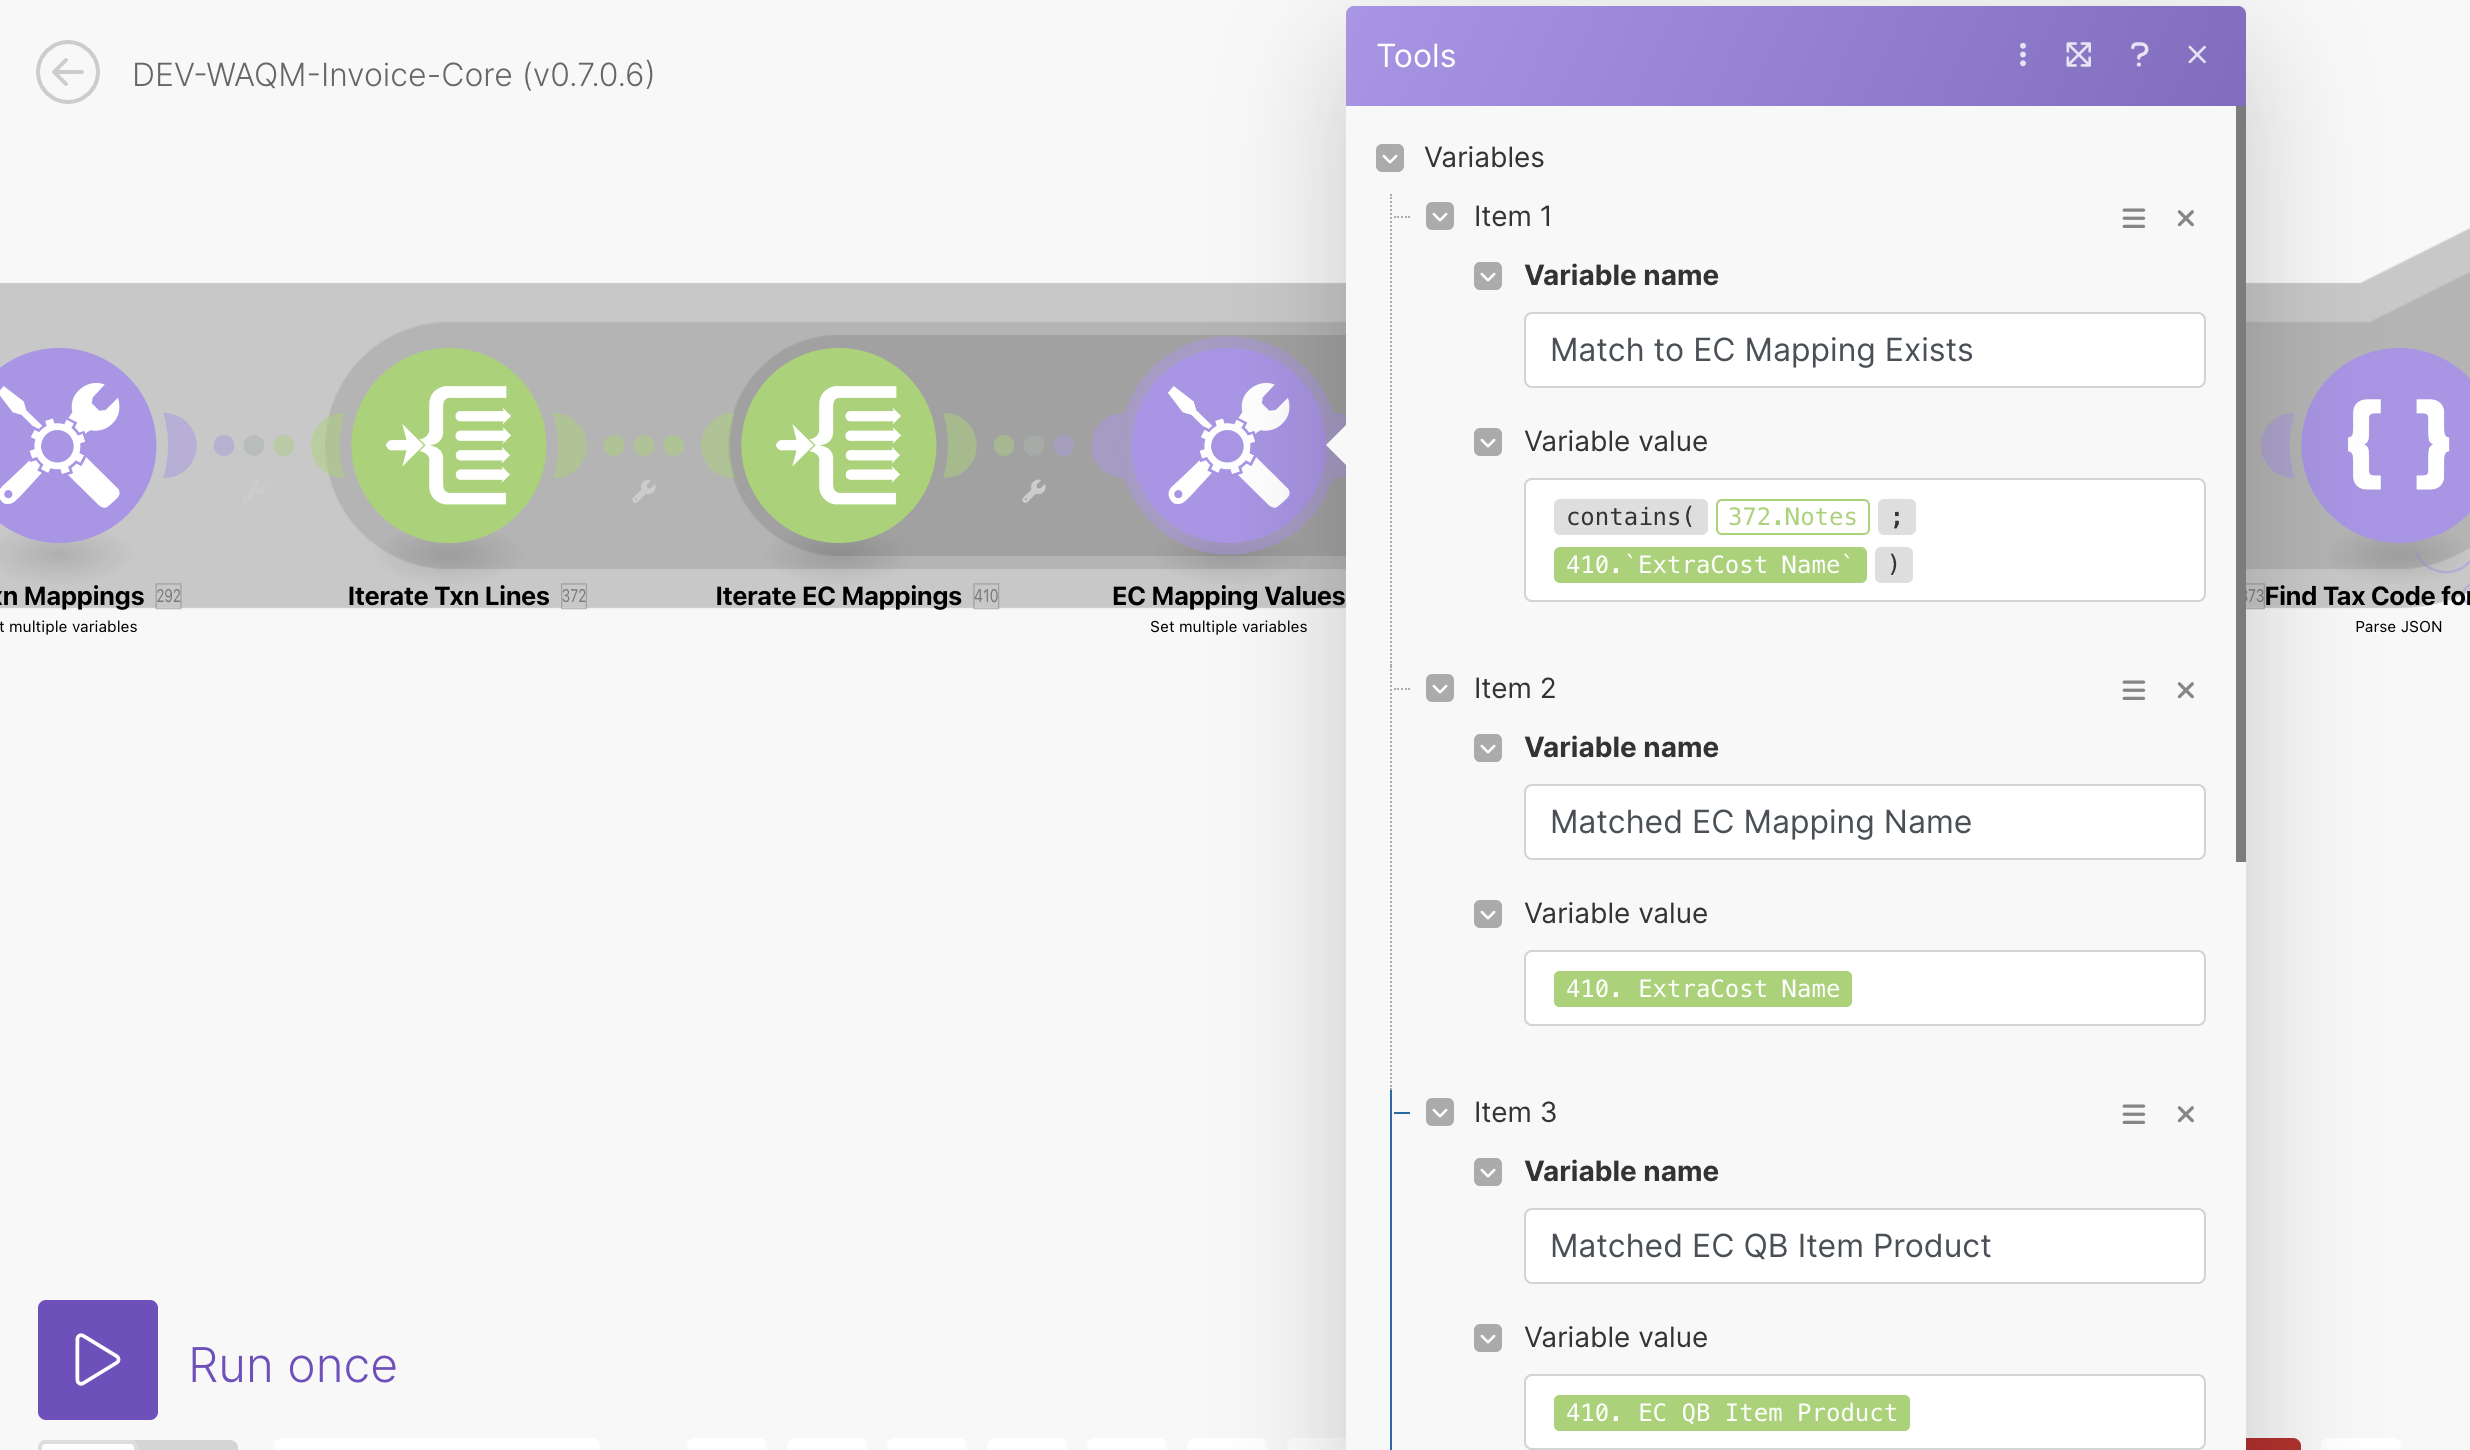 DEV-WAQM-Invoice-Core (v0.7.0.6)
n Mappings 292
t multiple variables
Iterate Txn Lines 372
Iterate EC Mappings 410
EC Mapping Values
Set multiple variables
Tools
?
Variables
Item 1
Variable name
Match to EC Mapping Exists
Variable value
contains( 372.Notes ;
410.`ExtraCost Name` )
Item 2
Variable name
Matched EC Mapping Name
Variable value
410. ExtraCost Name
Item 3
Variable name
Matched EC QB Item Product
Variable value
410. EC QB Item Product
73
Find Tax Code for
Parse JSON
Run once